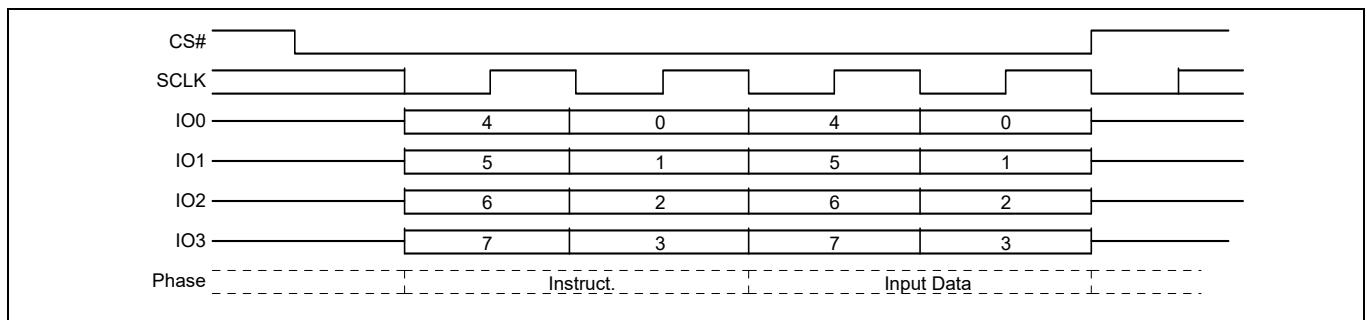 CS#
SCLK
IO0 4 0 4 0
IO1 5 1 5 1
IO2 6 2 6 2
IO3 7 3 7 3
Phase Instruct. Input Data